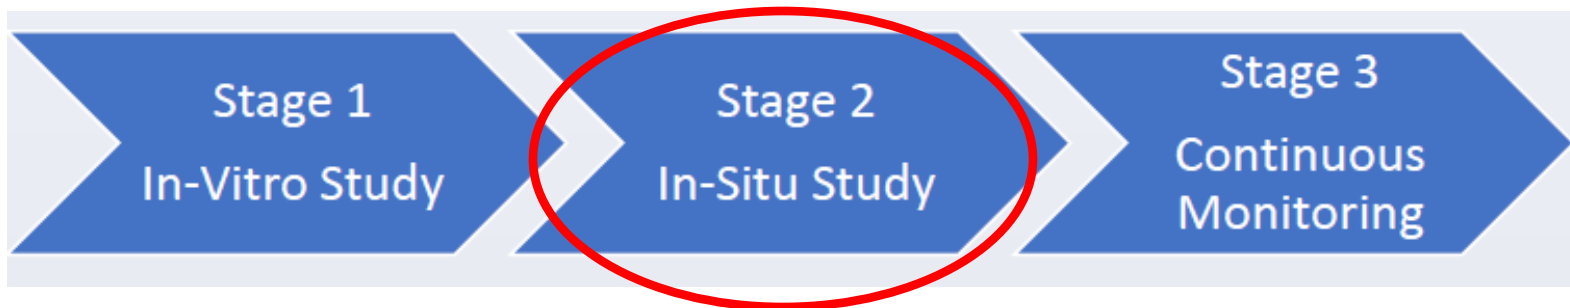 Stage 1
In-Vitro Study
Stage 2
In-Situ Study
Stage 3
Continuous
Monitoring